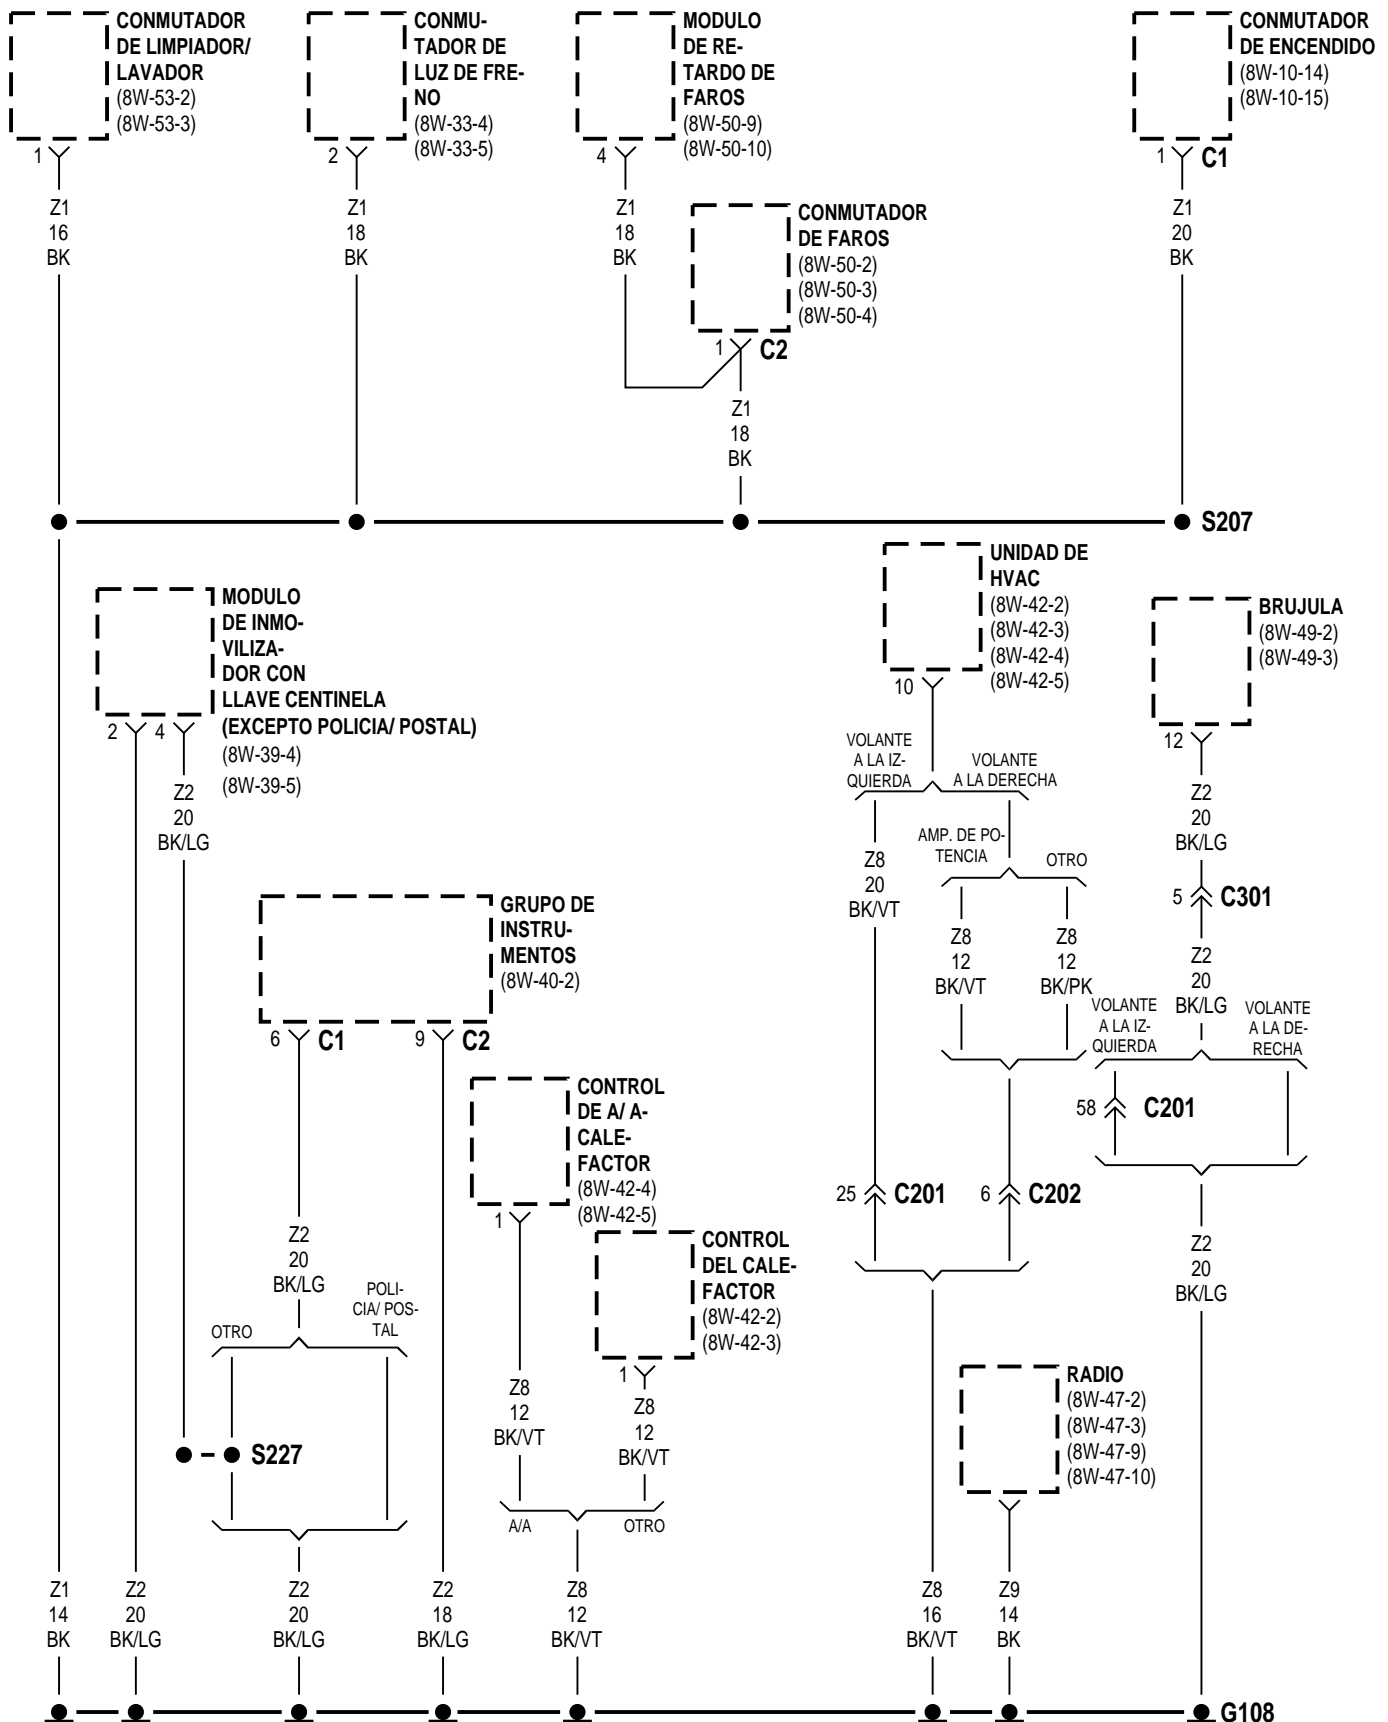 CONMUTADOR
DE LIMPIADOR/
LAVADOR
(8W-53-2)
(8W-53-3)
1
Z1
16
BK
CONMU-
TADOR DE
LUZ DE FRE-
NO
(8W-33-4)
(8W-33-5)
2
Z1
18
BK
MODULO
DE RE-
TARDO DE
FAROS
(8W-50-9)
(8W-50-10)
4
Z1
18
BK
CONMUTADOR
DE FAROS
(8W-50-2)
(8W-50-3)
(8W-50-4)
1 C2
Z1
18
BK
CONMUTADOR
DE ENCENDIDO
(8W-10-14)
(8W-10-15)
1 C1
Z1
20
BK
S207
MODULO
DE INMO-
VILIZA-
DOR CON
LLAVE CENTINELA
(EXCEPTO POLICIA/ POSTAL)
(8W-39-4)
(8W-39-5)
2 4
Z2
20
BK/LG
GRUPO DE
INSTRU-
MENTOS
(8W-40-2)
6 C1 9 C2
Z2
20
BK/LG
OTRO
POLI-
CIA/ POS-
TAL
S227
CONTROL
DE A/ A-
CALE-
FACTOR
(8W-42-4)
(8W-42-5)
1
Z8
12
BK/VT
CONTROL
DEL CALE-
FACTOR
(8W-42-2)
(8W-42-3)
1
Z8
12
BK/VT
A/A OTRO
UNIDAD DE
HVAC
(8W-42-2)
(8W-42-3)
(8W-42-4)
(8W-42-5)
10
VOLANTE
A LA IZ-
QUIERDA
VOLANTE
A LA DERECHA
Z8
20
BK/VT
AMP. DE PO-
TENCIA
OTRO
Z8
12
BK/VT
Z8
12
BK/PK
25 C201 6 C202
BRUJULA
(8W-49-2)
(8W-49-3)
12
Z2
20
BK/LG
5 C301
Z2
20
BK/LG
VOLANTE
A LA IZ-
QUIERDA
VOLANTE
A LA DE-
RECHA
58 C201
Z2
20
BK/LG
RADIO
(8W-47-2)
(8W-47-3)
(8W-47-9)
(8W-47-10)
Z1
14
BK
Z2
20
BK/LG
Z2
20
BK/LG
Z2
18
BK/LG
Z8
12
BK/VT
Z8
16
BK/VT
Z9
14
BK
G108